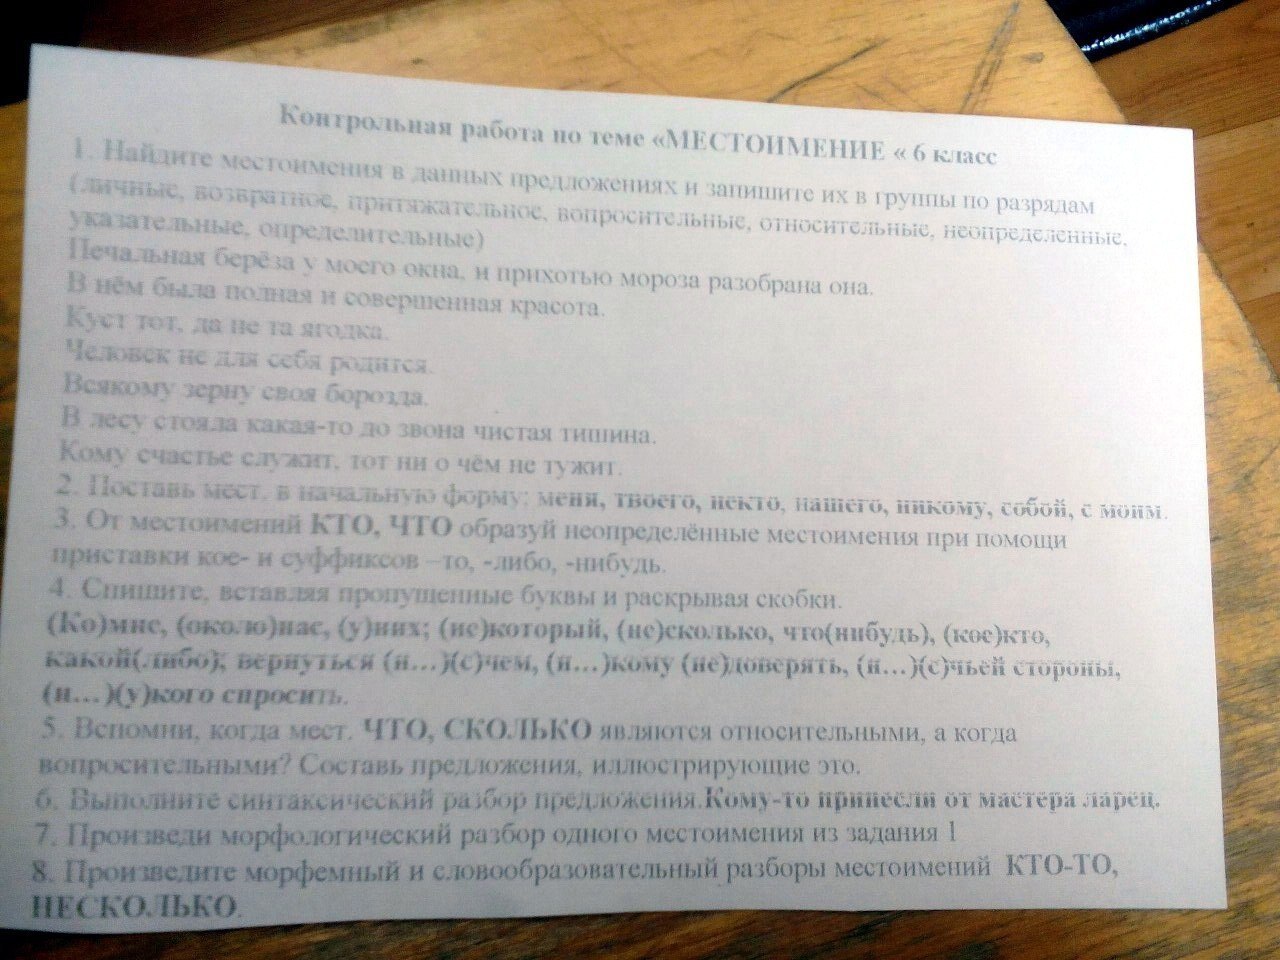 Контрольная работа по теме «МЕСТОИМЕНИЕ « 6 класс
1. Найдите местоимения в данных предложениях и запишите их в группы по разрядам
(личные, возвратное, притяжательное, вопросительные, относительные, неопределенные,
указательные, определительные)
Печальная берёза у моего окна, и прихотью мороза разобрана она.
В нём была полная и совершенная красота.
Куст тот, да не та ягодка.
Человек не для себя родится.
Всякому зерну своя борозда.
В лесу стояла какая-то до звона чистая тишина.
Кому счастье служит, тот ни о чём не тужит.
2. Поставь мест. в начальную форму: меня, твоего, некто, нашего, никому, собой, с моим.
3. От местоимений КТО, ЧТО образуй неопределённые местоимения при помощи
приставки кое- и суффиксов –то, -либо, -нибудь.
4. Спишите, вставляя пропущенные буквы и раскрывая скобки.
(Ко)мне, (около)нас, (у)них; (не)который, (не)сколько, что(нибудь), (кое)кто,
какой(либо); вернуться (н…)(с)чем, (н…)кому (не)доверять, (н…)(с)чьей стороны,
(н…)(у)кого спросить.
5. Вспомни, когда мест. ЧТО, СКОЛЬКО являются относительными, а когда
вопросительными? Составь предложения, иллюстрирующие это.
6. Выполните синтаксический разбор предложения.Кому-то принесли от мастера ларец.
7. Произведи морфологический разбор одного местоимения из задания 1
8. Произведите морфемный и словообразовательный разборы местоимений КТО-ТО,
НЕСКОЛЬКО.